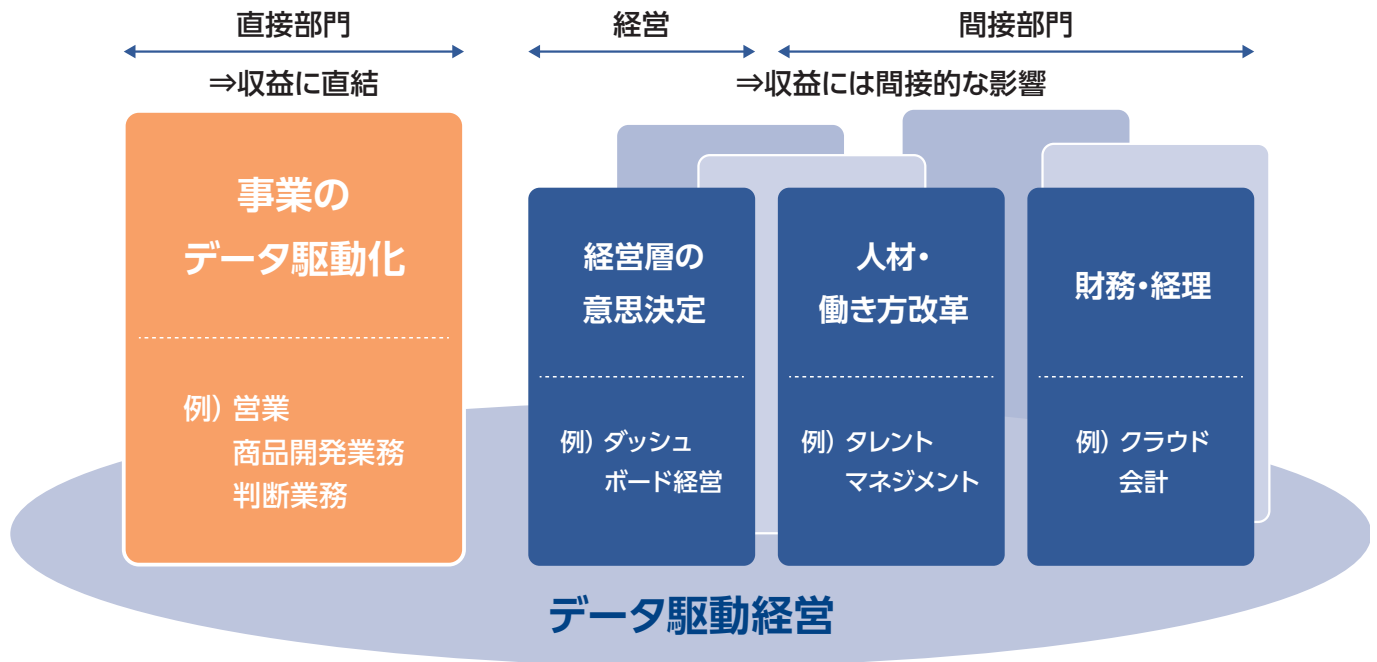 直接部門
⇒収益に直結
経営
間接部門
⇒収益には間接的な影響
事業の
データ駆動化
例）営業
商品開発業務
判断業務
経営層の
意思決定
例）ダッシュ
ボード経営
人材・
働き方改革
例）タレント
マネジメント
財務・経理
例）クラウド
会計
データ駆動経営